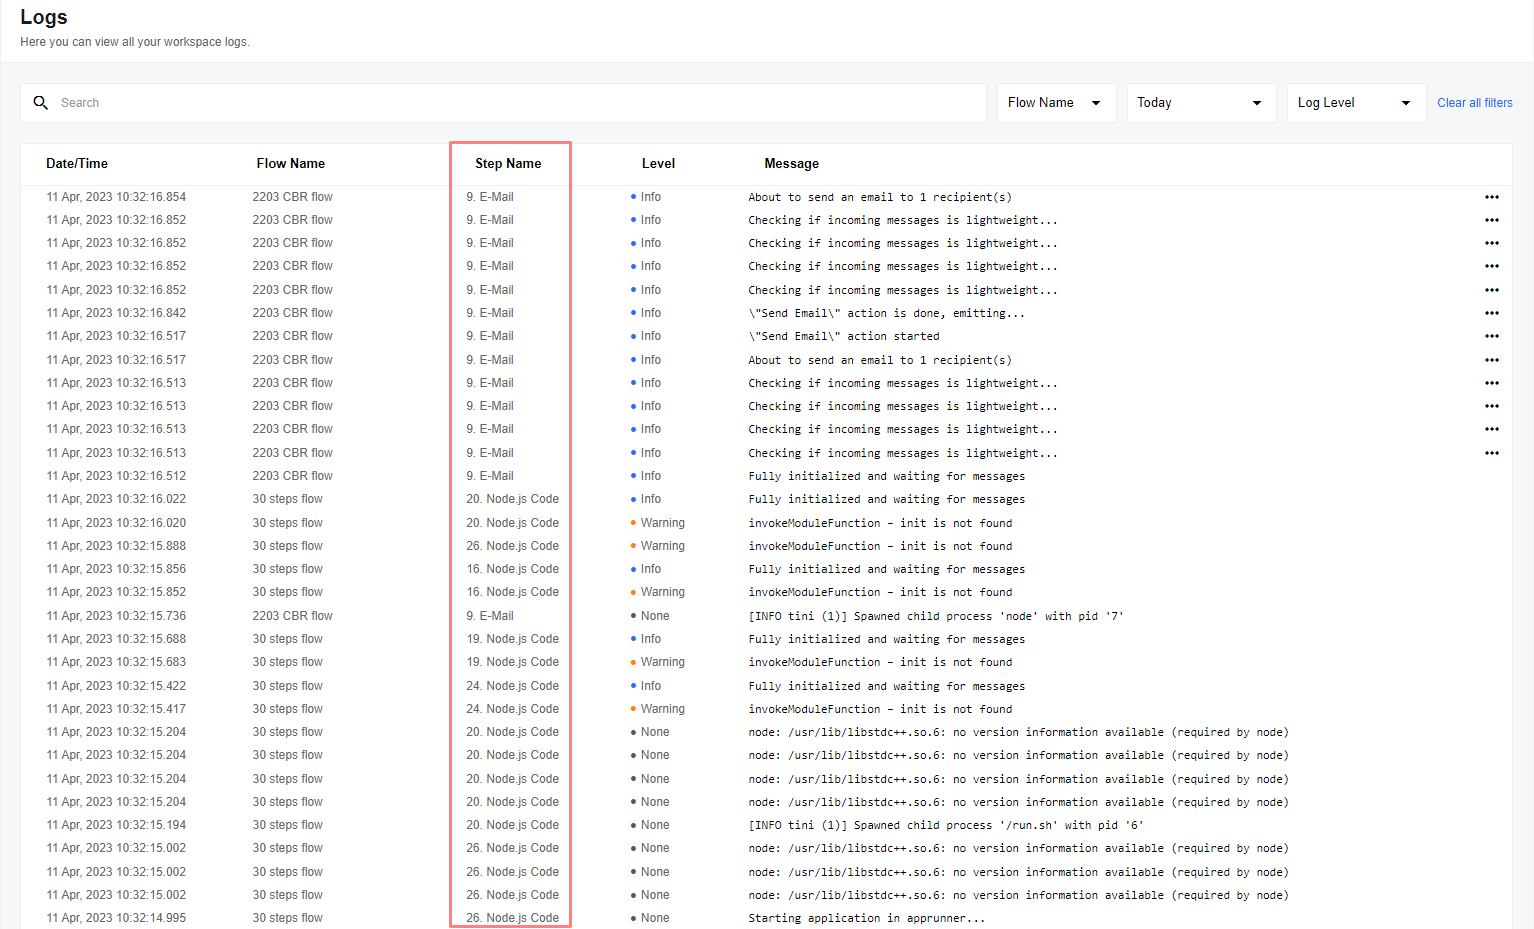 Logs
Here you can view all your workspace logs.
Search Flow Name Today Log Level Clear all filters
Date/Time Flow Name Step Name Level Message
11 Apr, 2023 10:32:16.854 2203 CBR flow 9. E-Mail Info About to send an email to 1 recipient(s)
11 Apr, 2023 10:32:16.852 2203 CBR flow 9. E-Mail Info Checking if incoming messages is lightweight...
11 Apr, 2023 10:32:16.852 2203 CBR flow 9. E-Mail Info Checking if incoming messages is lightweight...
11 Apr, 2023 10:32:16.852 2203 CBR flow 9. E-Mail Info Checking if incoming messages is lightweight...
11 Apr, 2023 10:32:16.852 2203 CBR flow 9. E-Mail Info Checking if incoming messages is lightweight...
11 Apr, 2023 10:32:16.842 2203 CBR flow 9. E-Mail Info \"Send Email\" action is done, emitting...
11 Apr, 2023 10:32:16.517 2203 CBR flow 9. E-Mail Info \"Send Email\" action started
11 Apr, 2023 10:32:16.517 2203 CBR flow 9. E-Mail Info About to send an email to 1 recipient(s)
11 Apr, 2023 10:32:16.513 2203 CBR flow 9. E-Mail Info Checking if incoming messages is lightweight...
11 Apr, 2023 10:32:16.513 2203 CBR flow 9. E-Mail Info Checking if incoming messages is lightweight...
11 Apr, 2023 10:32:16.513 2203 CBR flow 9. E-Mail Info Checking if incoming messages is lightweight...
11 Apr, 2023 10:32:16.513 2203 CBR flow 9. E-Mail Info Checking if incoming messages is lightweight...
11 Apr, 2023 10:32:16.512 2203 CBR flow 9. E-Mail Info Fully initialized and waiting for messages
11 Apr, 2023 10:32:16.022 30 steps flow 20. Node.js Code Info Fully initialized and waiting for messages
11 Apr, 2023 10:32:16.020 30 steps flow 20. Node.js Code Warning invokeModuleFunction – init is not found
11 Apr, 2023 10:32:15.888 30 steps flow 26. Node.js Code Warning invokeModuleFunction – init is not found
11 Apr, 2023 10:32:15.856 30 steps flow 16. Node.js Code Info Fully initialized and waiting for messages
11 Apr, 2023 10:32:15.852 30 steps flow 16. Node.js Code Warning invokeModuleFunction – init is not found
11 Apr, 2023 10:32:15.736 2203 CBR flow 9. E-Mail None [INFO tini (1)] Spawned child process 'node' with pid '7'
11 Apr, 2023 10:32:15.688 30 steps flow 19. Node.js Code Info Fully initialized and waiting for messages
11 Apr, 2023 10:32:15.683 30 steps flow 19. Node.js Code Warning invokeModuleFunction – init is not found
11 Apr, 2023 10:32:15.422 30 steps flow 24. Node.js Code Info Fully initialized and waiting for messages
11 Apr, 2023 10:32:15.417 30 steps flow 24. Node.js Code Warning invokeModuleFunction – init is not found
11 Apr, 2023 10:32:15.204 30 steps flow 20. Node.js Code None node: /usr/lib/libstdc++.so.6: no version information available (required by node)
11 Apr, 2023 10:32:15.204 30 steps flow 20. Node.js Code None node: /usr/lib/libstdc++.so.6: no version information available (required by node)
11 Apr, 2023 10:32:15.204 30 steps flow 20. Node.js Code None node: /usr/lib/libstdc++.so.6: no version information available (required by node)
11 Apr, 2023 10:32:15.204 30 steps flow 20. Node.js Code None node: /usr/lib/libstdc++.so.6: no version information available (required by node)
11 Apr, 2023 10:32:15.194 30 steps flow 20. Node.js Code None [INFO tini (1)] Spawned child process '/run.sh' with pid '6'
11 Apr, 2023 10:32:15.002 30 steps flow 26. Node.js Code None node: /usr/lib/libstdc++.so.6: no version information available (required by node)
11 Apr, 2023 10:32:15.002 30 steps flow 26. Node.js Code None node: /usr/lib/libstdc++.so.6: no version information available (required by node)
11 Apr, 2023 10:32:15.002 30 steps flow 26. Node.js Code None node: /usr/lib/libstdc++.so.6: no version information available (required by node)
11 Apr, 2023 10:32:14.995 30 steps flow 26. Node.js Code None Starting application in apprunner...